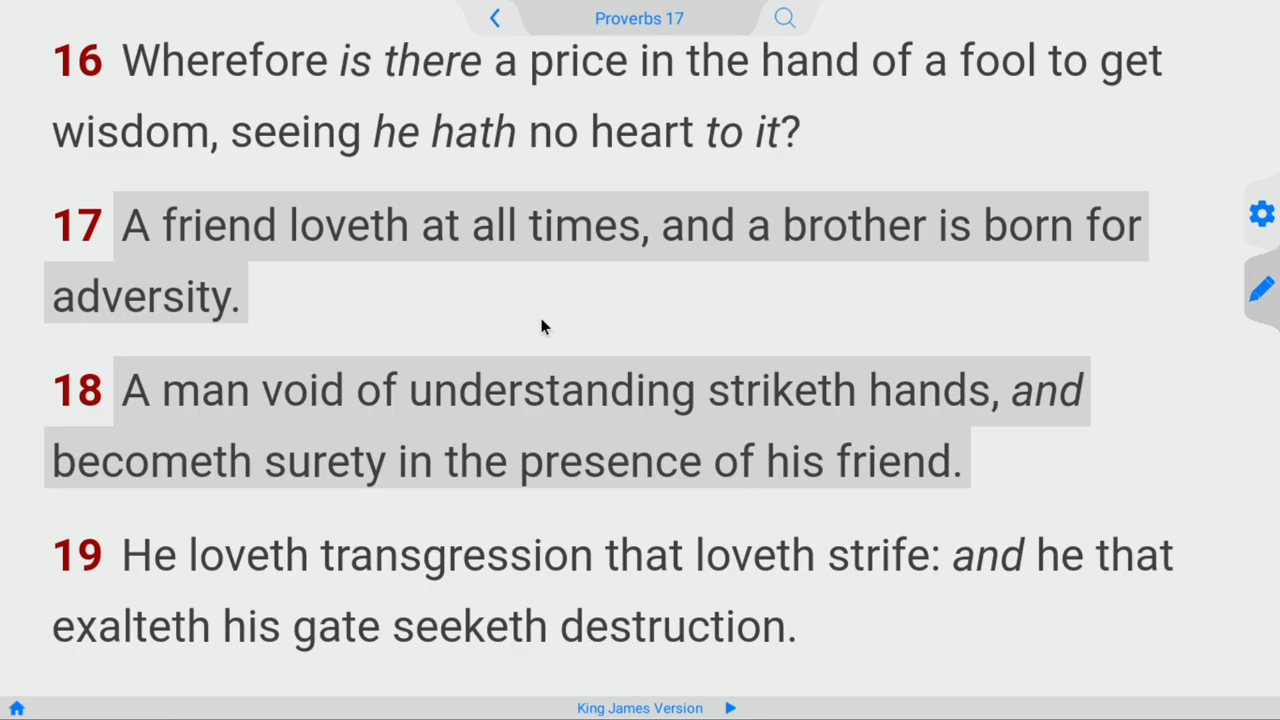 Proverbs 17
16 Wherefore is there a price in the hand of a fool to get
wisdom, seeing he hath no heart to it?
17 A friend loveth at all times, and a brother is born for
adversity.
18 A man void of understanding striketh hands, and
becometh surety in the presence of his friend.
19 He loveth transgression that loveth strife: and he that
exalteth his gate seeketh destruction.
King James Version